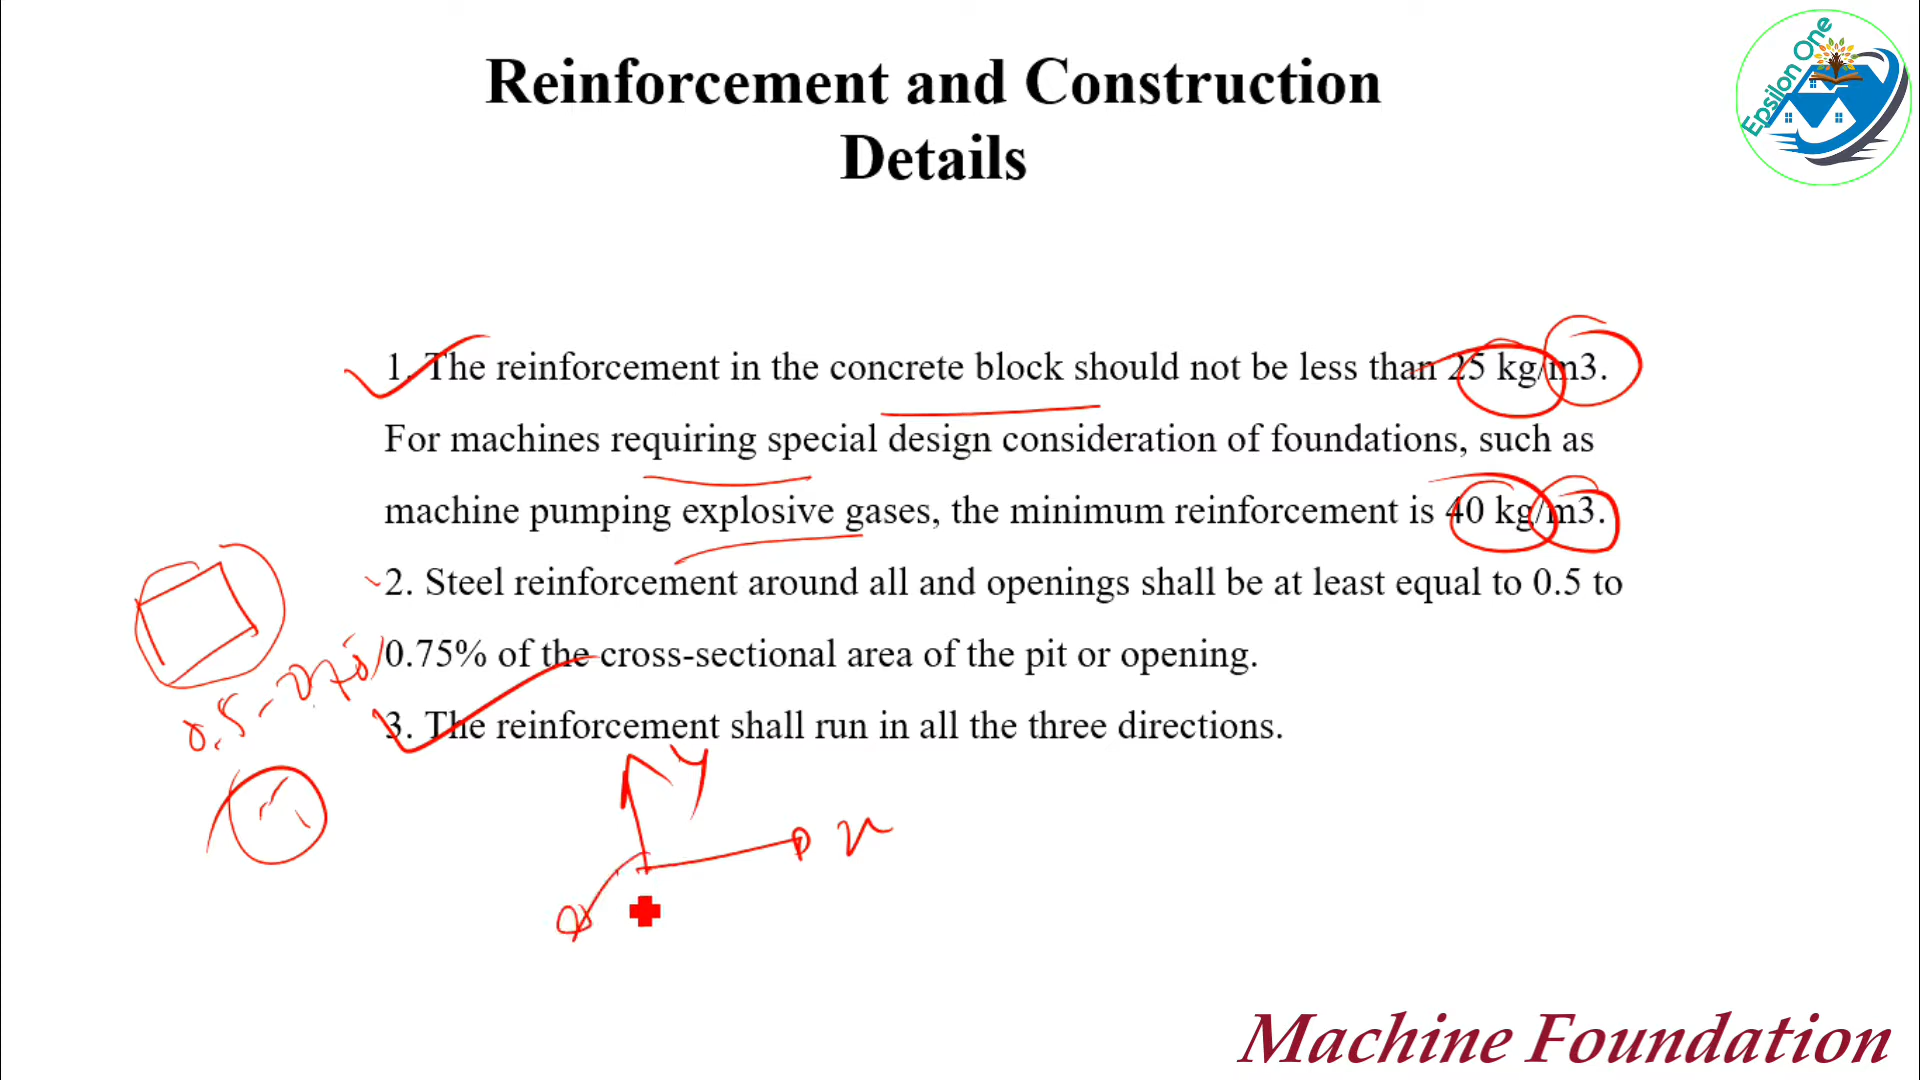 Epsilon One
Reinforcement and Construction
Details
1. The reinforcement in the concrete block should not be less than 25 kg/m3.
For machines requiring special design consideration of foundations, such as
machine pumping explosive gases, the minimum reinforcement is 40 kg/m3.
2. Steel reinforcement around all and openings shall be at least equal to 0.5 to
0.75% of the cross-sectional area of the pit or opening.
0.5-0.75
3. The reinforcement shall run in all the three directions.
y
x
Machine Foundation